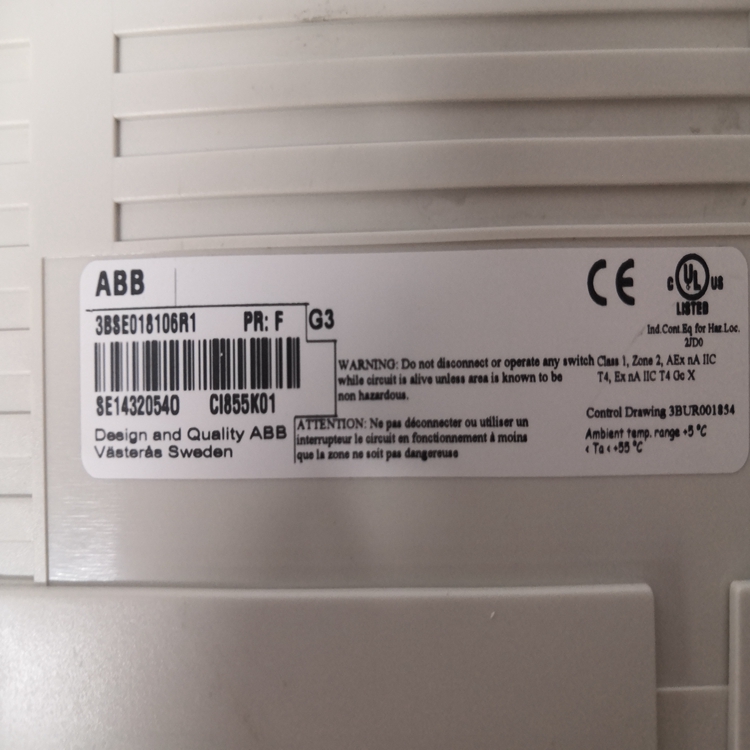 ABB
3BSE018106R1 PR: F G3
SE14320540 CI855K01
Design and Quality ABB
Västerås Sweden
WARNING: Do not disconnect or operate any switch
while circuit is alive unless area is known to be
non hazardous.
ATTENTION: Ne pas déconnecter ou utiliser un
interrupteur le circuit en fonctionnement à moins
que la zone ne soit pas dangereuse
CE
C UL US
LISTED
Ind.Cont.Eq for Haz.Loc.
2JD0
Class 1, Zone 2, AEx nA IIC
T4, Ex nA IIC T4 Gc X
Control Drawing 3BUR001854
Ambient temp. range +5 °C
< Ta < +55 °C